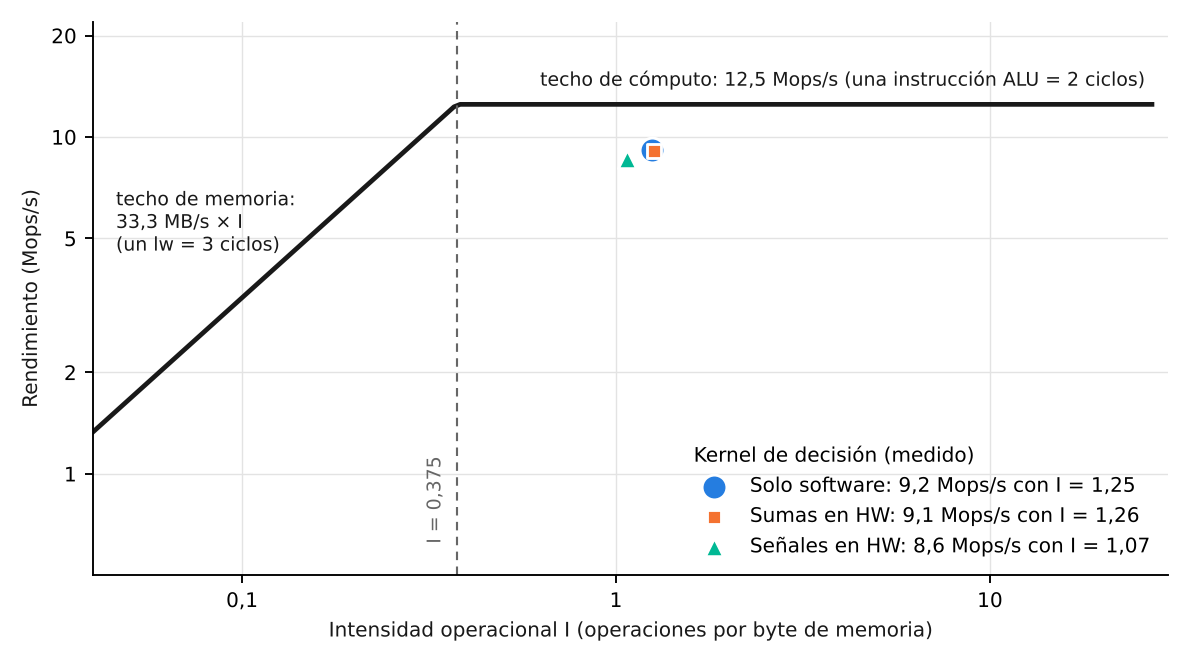 20
10
5
2
1
Rendimiento (Mops/s)
techo de cómputo: 12,5 Mops/s (una instrucción ALU = 2 ciclos)
techo de memoria:
33,3 MB/s × I
(un lw = 3 ciclos)
I = 0,375
Kernel de decisión (medido)
Solo software: 9,2 Mops/s con I = 1,25
Sumas en HW: 9,1 Mops/s con I = 1,26
Señales en HW: 8,6 Mops/s con I = 1,07
0,1
1
10
Intensidad operacional I (operaciones por byte de memoria)